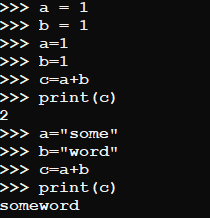 >>> a = 1
>>> b = 1
>>> a=1
>>> b=1
>>> c=a+b
>>> print(c)
2
>>> a="some"
>>> b="word"
>>> c=a+b
>>> print(c)
someword